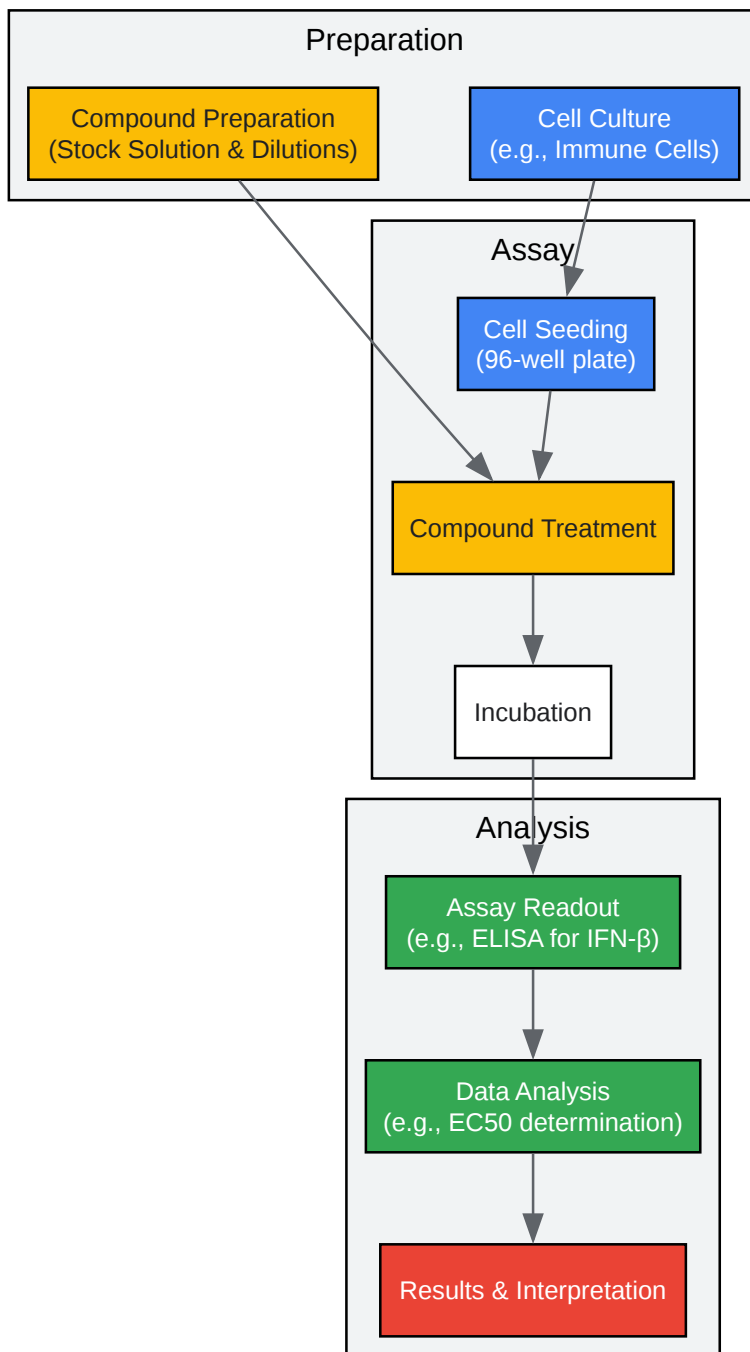 Preparation
Compound Preparation
(Stock Solution & Dilutions)
Cell Culture
(e.g., Immune Cells)
Assay
Cell Seeding
(96-well plate)
Compound Treatment
Incubation
Analysis
Assay Readout
(e.g., ELISA for IFN-β)
Data Analysis
(e.g., EC50 determination)
Results & Interpretation